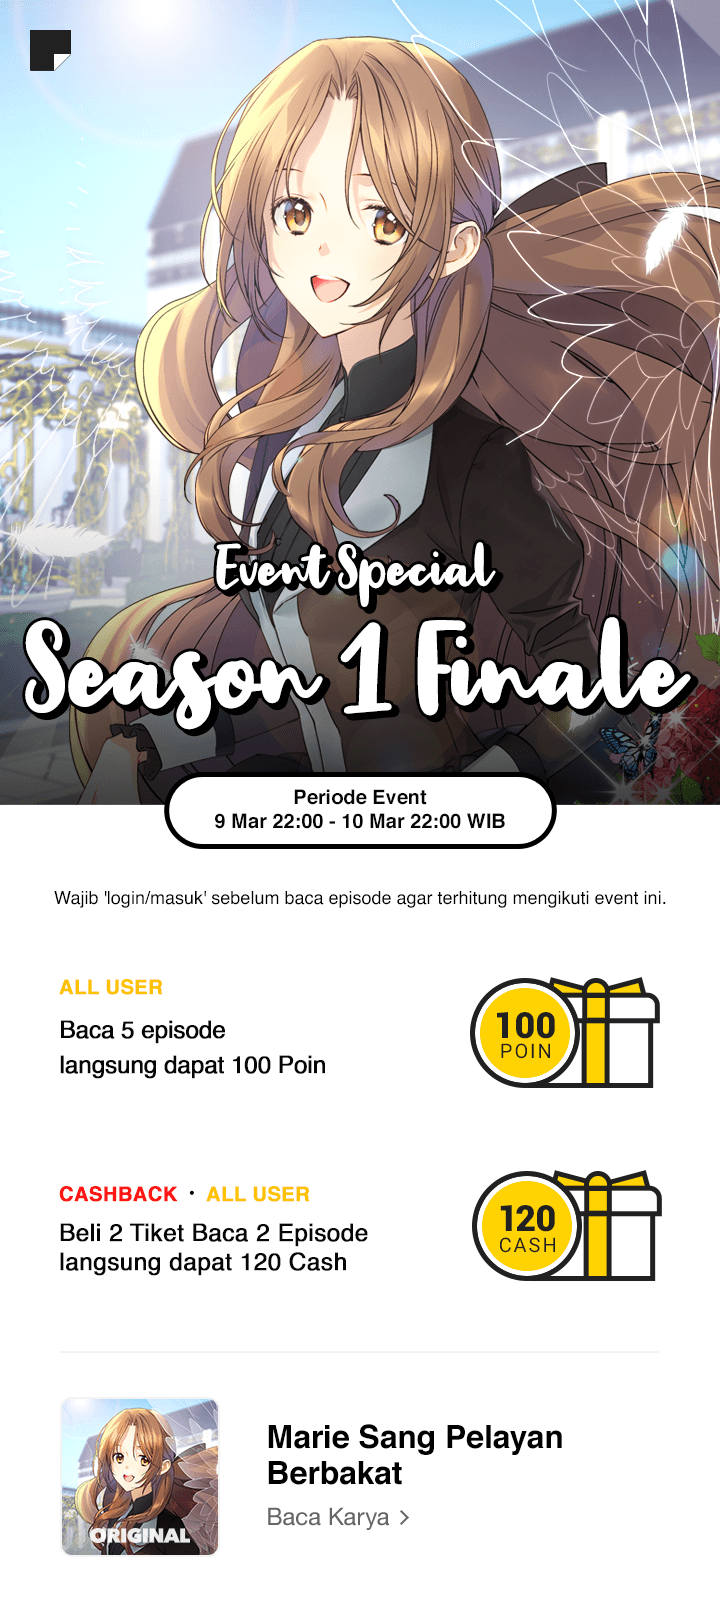 Event Special
Season 1 Finale
Periode Event
9 Mar 22:00 - 10 Mar 22:00 WIB
Wajib 'login/masuk' sebelum baca episode agar terhitung mengikuti event ini.
ALL USER
Baca 5 episode
langsung dapat 100 Poin
100
POIN
CASHBACK · ALL USER
Beli 2 Tiket Baca 2 Episode
langsung dapat 120 Cash
120
CASH
ORIGINAL
Marie Sang Pelayan
Berbakat
Baca Karya >